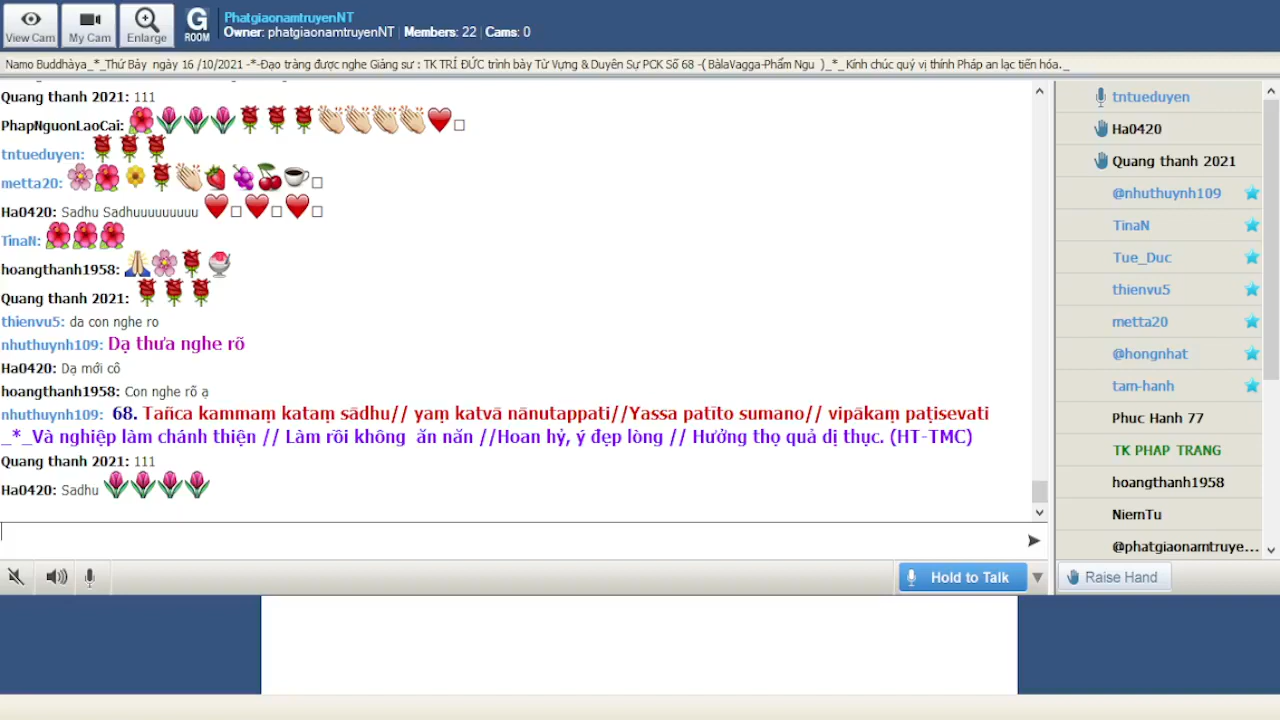 View Cam
My Cam
Enlarge
G
ROOM
PhatgiaonamtruyenNT
Owner: phatgiaonamtruyenNT | Members: 22 | Cams: 0
Namo Buddhàya_*_Thứ Bảy ngày 16 /10/2021 -*-Đạo tràng được nghe Giảng sư : TK TRÍ ĐỨC trình bày Từ Vựng & Duyên Sự PCK Số 68 -( BàlaVagga-Phẩm Ngu )_*_ Kính chúc quý vị thính Pháp an lạc tiến hóa._
Quang thanh 2021: 111
PhapNguonLaoCai:
tntueduyen:
metta20:
Ha0420: Sadhu Sadhuuuuuuuuu
TinaN:
hoangthanh1958:
Quang thanh 2021:
thienvu5: da con nghe ro
nhuthuynh109: Dạ thưa nghe rõ
Ha0420: Dạ mới cô
hoangthanh1958: Con nghe rõ ạ
nhuthuynh109: 68. Tañca kammaṃ kataṃ sādhu// yaṃ katvā nānutappati//Yassa patīto sumano// vipākaṃ paṭisevati
_*_Và nghiệp làm chánh thiện // Làm rồi không ăn năn //Hoan hỷ, ý đẹp lòng // Hưởng thọ quả dị thục. (HT-TMC)
Quang thanh 2021: 111
Ha0420: Sadhu
Hold to Talk
tntueduyen
Ha0420
Quang thanh 2021
@nhuthuynh109
TinaN
Tue_Duc
thienvu5
metta20
@hongnhat
tam-hanh
Phuc Hanh 77
TK PHAP TRANG
hoangthanh1958
NiemTu
@phatgiaonamtruye...
Raise Hand